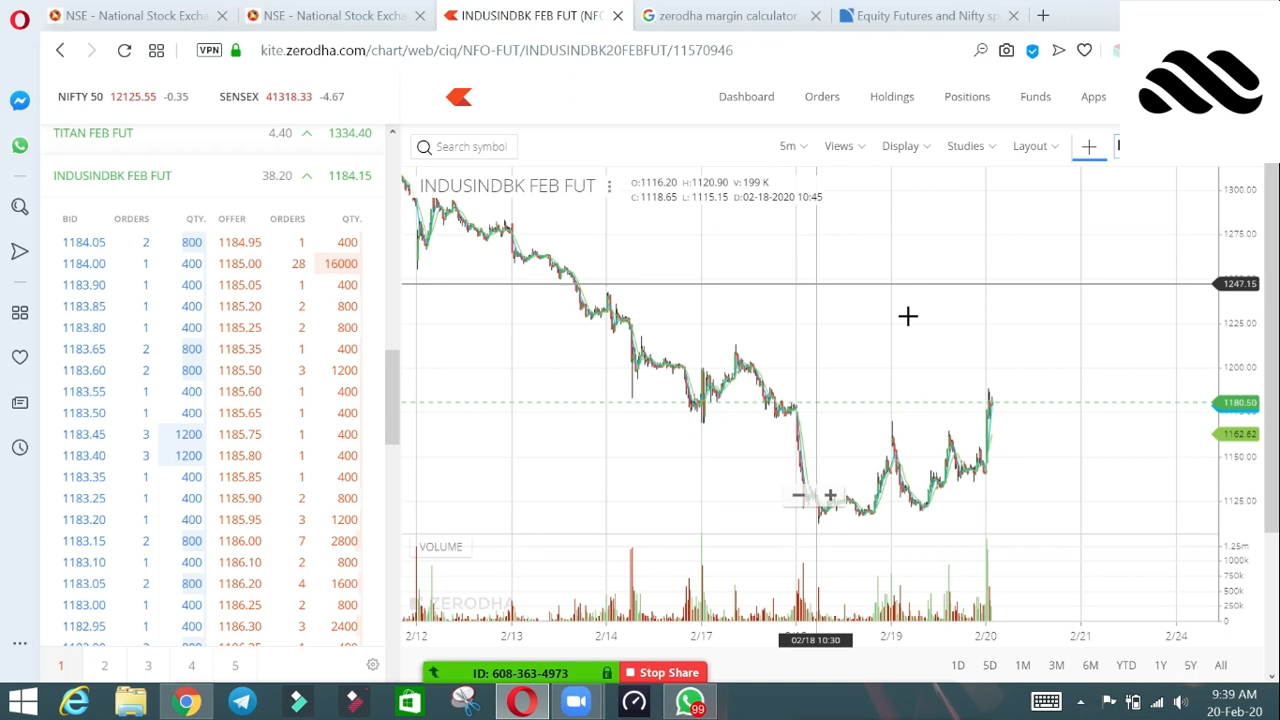 NSE - National Stock Excha
NSE - National Stock Excha
INDUSINDBK FEB FUT (NFO
zerodha margin calculator
Equity Futures and Nifty sp
VPN
kite.zerodha.com/chart/web/ciq/NFO-FUT/INDUSINDBK20FEBFUT/11570946
NIFTY 50 12125.55 -0.35 SENSEX 41318.33 -4.67
Dashboard Orders Holdings Positions Funds Apps
TITAN FEB FUT 4.40 1334.40
INDUSINDBK FEB FUT 38.20 1184.15
BID ORDERS QTY. OFFER ORDERS QTY.
1184.05 2 800 1184.95 1 400
1184.00 1 400 1185.00 28 16000
1183.90 1 400 1185.05 1 400
1183.85 1 400 1185.20 2 800
1183.80 1 400 1185.25 2 800
1183.65 2 800 1185.35 1 400
1183.60 2 800 1185.50 3 1200
1183.55 1 400 1185.60 1 400
1183.50 1 400 1185.65 1 400
1183.45 3 1200 1185.75 1 400
1183.40 3 1200 1185.80 1 400
1183.35 1 400 1185.85 1 400
1183.25 1 400 1185.90 2 800
1183.20 1 400 1185.95 3 1200
1183.15 2 800 1186.00 7 2800
1183.10 1 400 1186.10 2 800
1183.05 2 800 1186.20 4 1600
1183.00 1 400 1186.25 2 800
1182.95 1 400 1186.30 3 2400
1 2 3 4 5
Search symbol
5m Views Display Studies Layout
INDUSINDBK FEB FUT
O:1116.20 H:1120.90 V:199 K
C:1118.65 L:1115.15 D:02-18-2020 10:45
1300.00
1275.00
1247.15
1225.00
1200.00
1180.50
1162.62
1150.00
1125.00
VOLUME
1.25m
1000k
750k
500k
250k
0
ZERODHA
2/12 2/13 2/14 2/17 2/19 2/20 2/21 2/24
02/18 10:30
1D 5D 1M 3M 6M YTD 1Y 5Y All
ID: 608-363-4973
Stop Share
99
9:39 AM
20-Feb-20